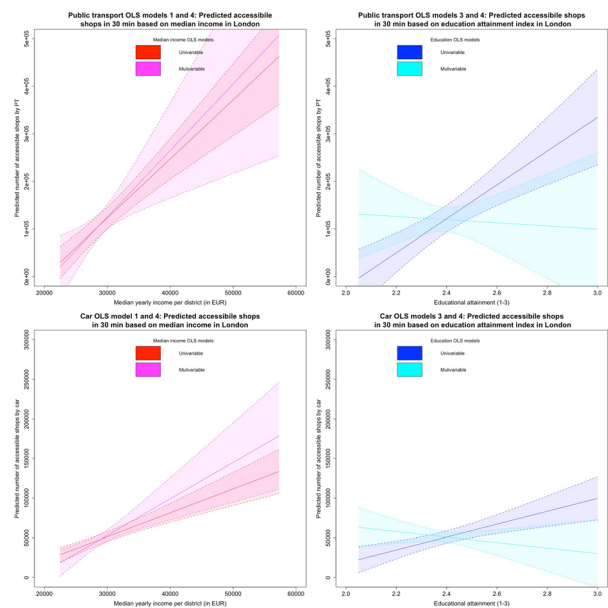 Public transport OLS models 1 and 4: Predicted accessibile
shops in 30 min based on median income in London
Median income OLS models
Univariable
Mulivariable
Predicted number of accessible shops by PT
5e+05
4e+05
3e+05
2e+05
1e+05
0e+00
20000 30000 40000 50000 60000
Median yearly income per district (in EUR)
Public transport OLS models 3 and 4: Predicted accessible shops
in 30 min based on education attainment index in London
Education OLS models
Univariable
Mulivariable
Predicted number of accessible shops by PT
5e+05
4e+05
3e+05
2e+05
1e+05
0e+00
2.0 2.2 2.4 2.6 2.8 3.0
Educational attainment (1-3)
Car OLS model 1 and 4: Predicted accessibile shops
in 30 min based on median income in London
Median income OLS models
Univariable
Mulivariable
Predicted number of accessible shops by car
300000
250000
200000
150000
100000
50000
0
20000 30000 40000 50000 60000
Median yearly income per district (in EUR)
Car OLS models 3 and 4: Predicted accessible shops
in 30 min based on education attainment index in London
Education OLS models
Univariable
Mulivariable
Predicted number of accessible shops by car
300000
250000
200000
150000
100000
50000
0
2.0 2.2 2.4 2.6 2.8 3.0
Educational attainment (1-3)